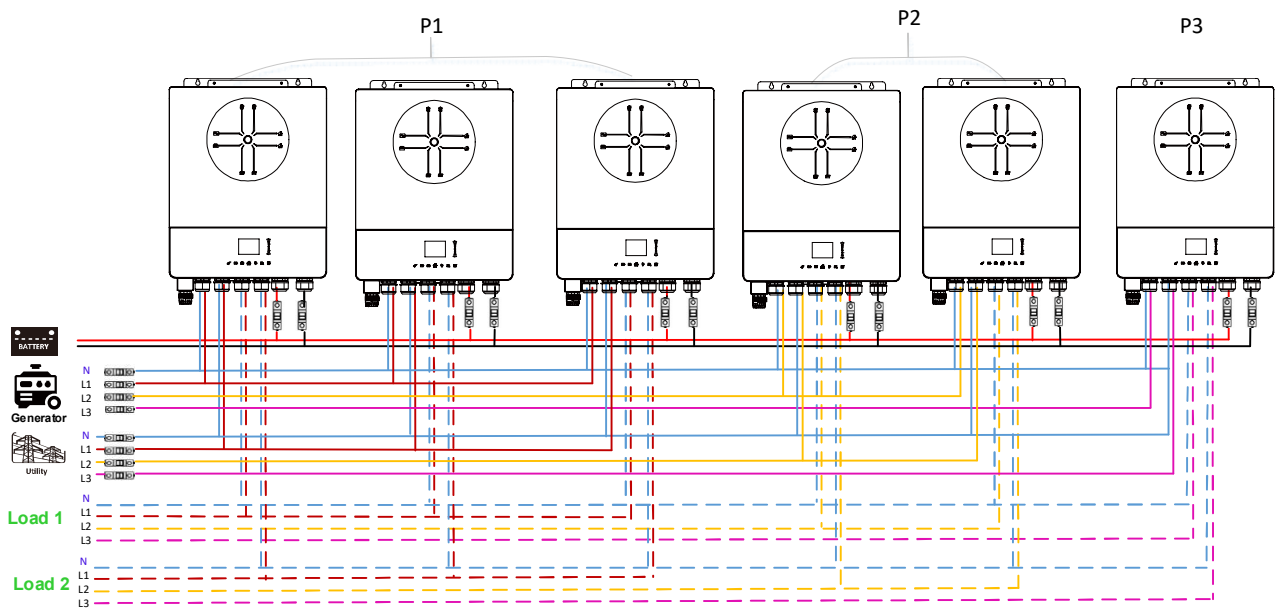 P1
P2
P3
BATTERY
N
L1
L2
L3
Generator
N
L1
L2
L3
Utility
N
L1
L2
L3
Load 1
N
L1
L2
L3
Load 2